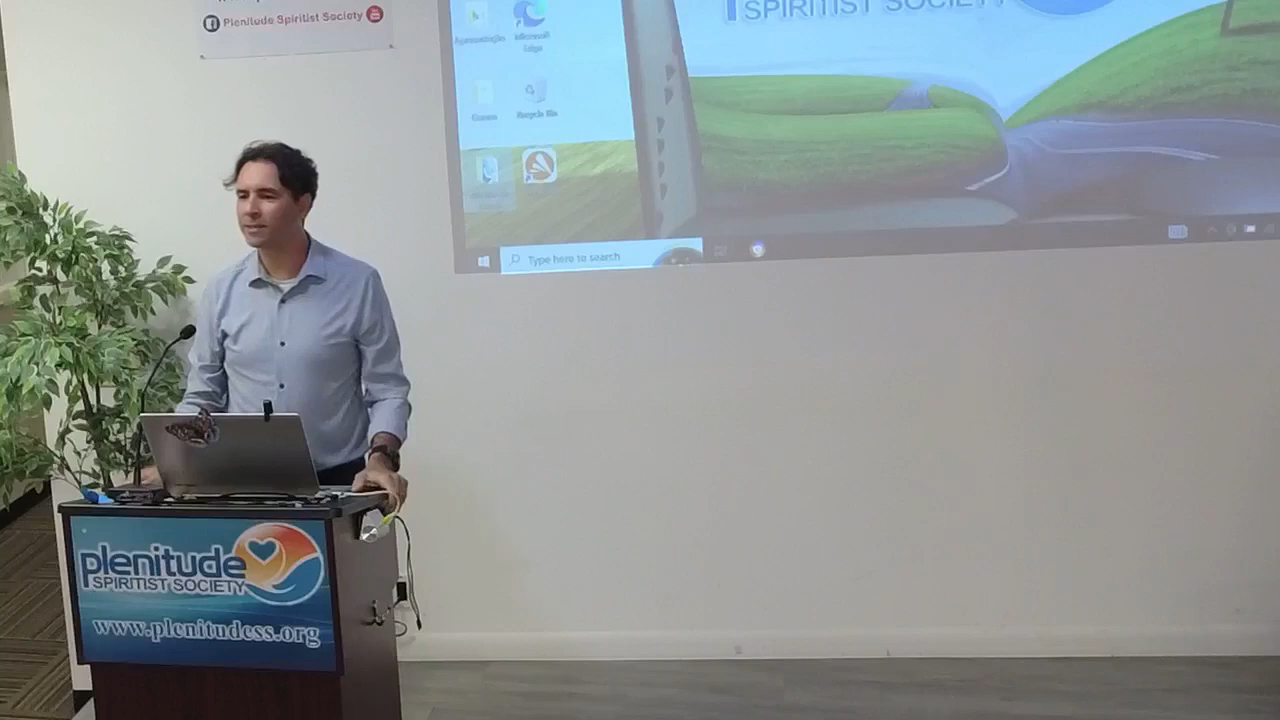 Plenitude Spiritist Society
SPIRITIST SOCIETY
Microsoft
Edge
Recycle Bin
Type here to search
plenitude
SPIRITIST SOCIETY
www.plenitudess.org